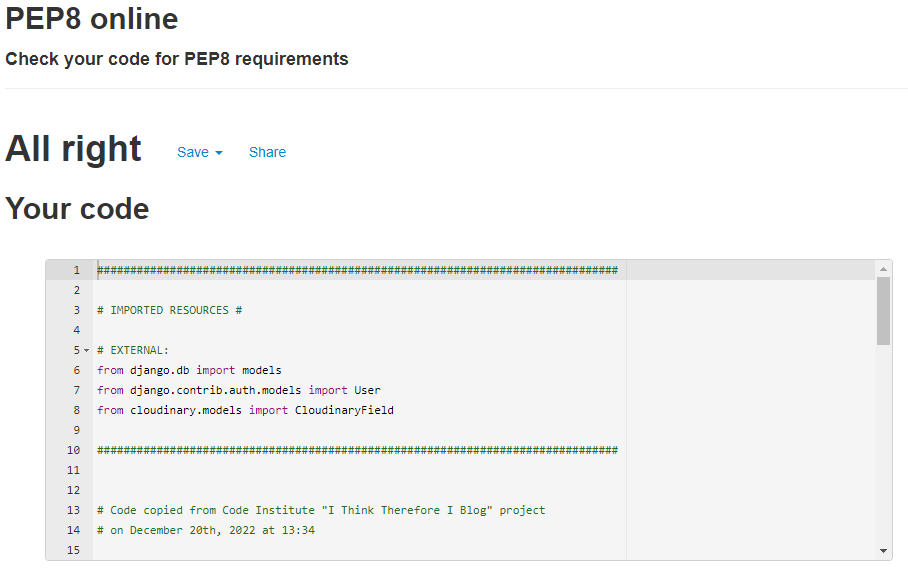 PEP8 online
Check your code for PEP8 requirements
All right Save Share
Your code
1 ###############################################################################
2
3 # IMPORTED RESOURCES #
4
5 # EXTERNAL:
6 from django.db import models
7 from django.contrib.auth.models import User
8 from cloudinary.models import CloudinaryField
9
10 ###############################################################################
11
12
13 # Code copied from Code Institute "I Think Therefore I Blog" project
14 # on December 20th, 2022 at 13:34
15